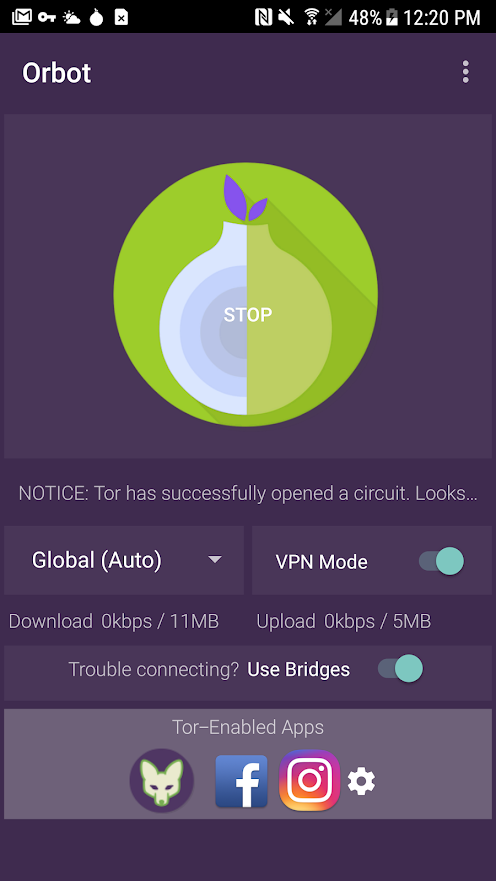 48% 12:20 PM
Orbot
STOP
NOTICE: Tor has successfully opened a circuit. Looks...
Global (Auto)
VPN Mode
Download 0kbps / 11MB
Upload 0kbps / 5MB
Trouble connecting? Use Bridges
Tor–Enabled Apps